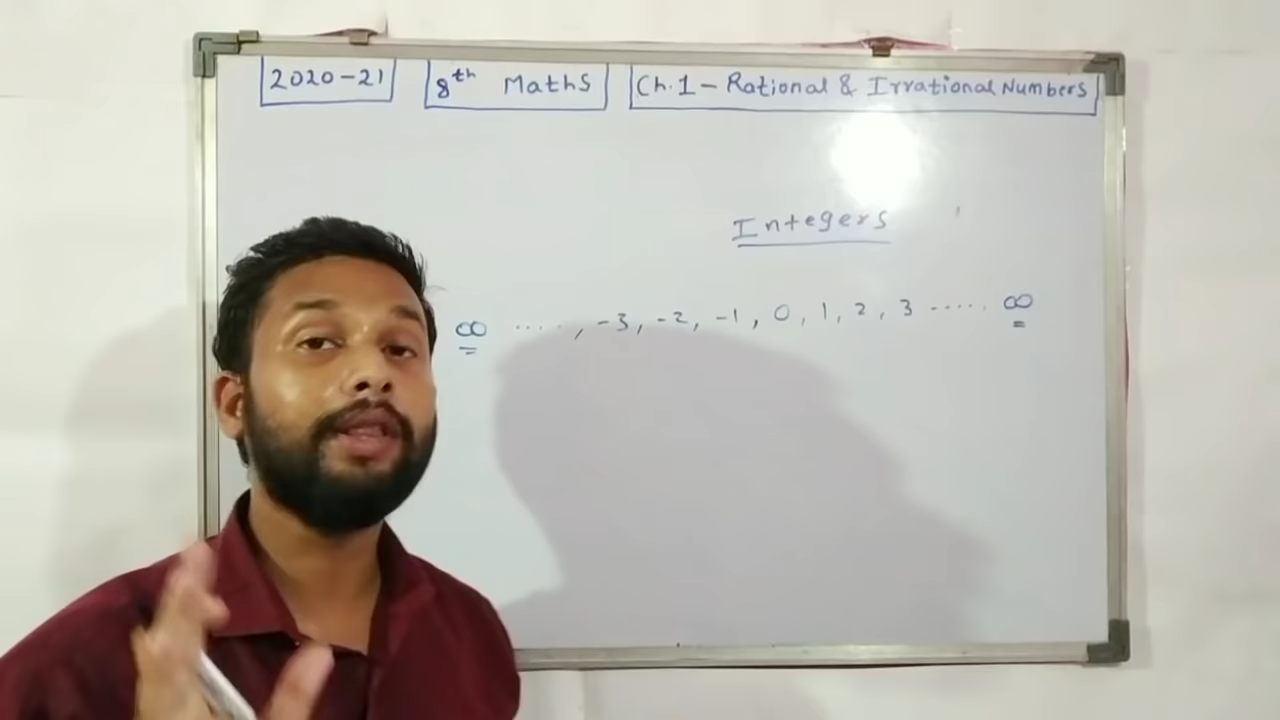 2020-21 8th Maths Ch.1- Rational & Irrational Numbers
Integers
∞ ...., -3, -2, -1, 0, 1, 2, 3 ..... ∞